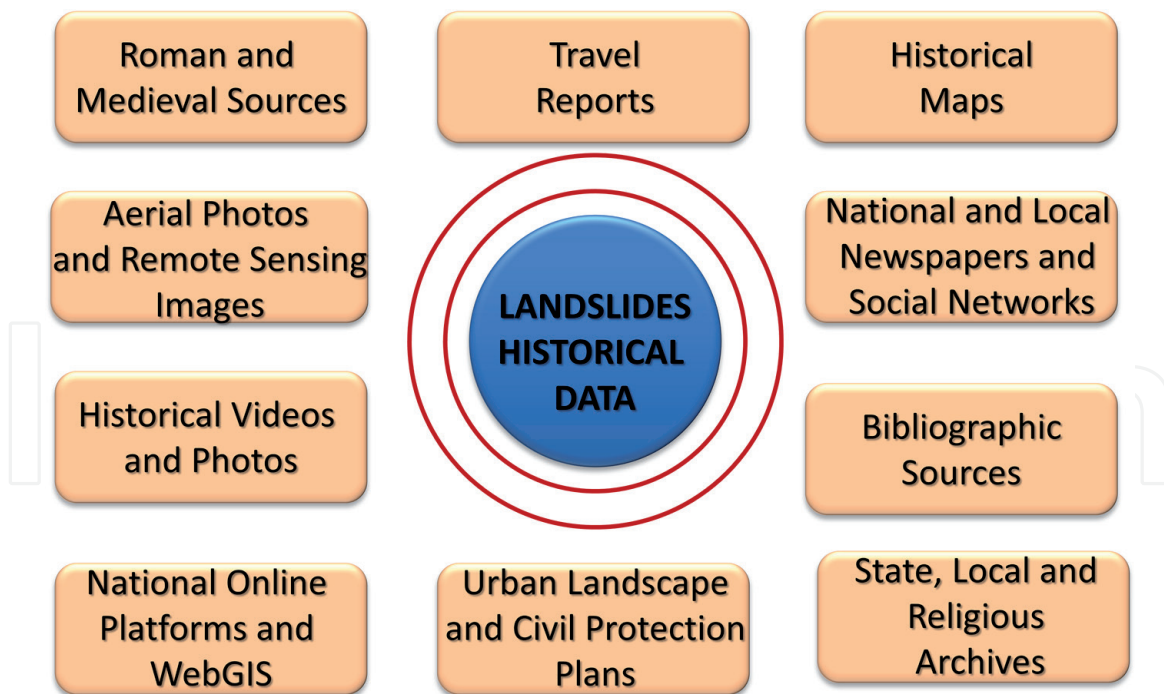 Roman and
Medieval Sources
Travel
Reports
Historical
Maps
Aerial Photos
and Remote Sensing
Images
LANDSLIDES
HISTORICAL
DATA
National and Local
Newspapers and
Social Networks
Historical Videos
and Photos
Bibliographic
Sources
National Online
Platforms and
WebGIS
Urban Landscape
and Civil Protection
Plans
State, Local and
Religious
Archives